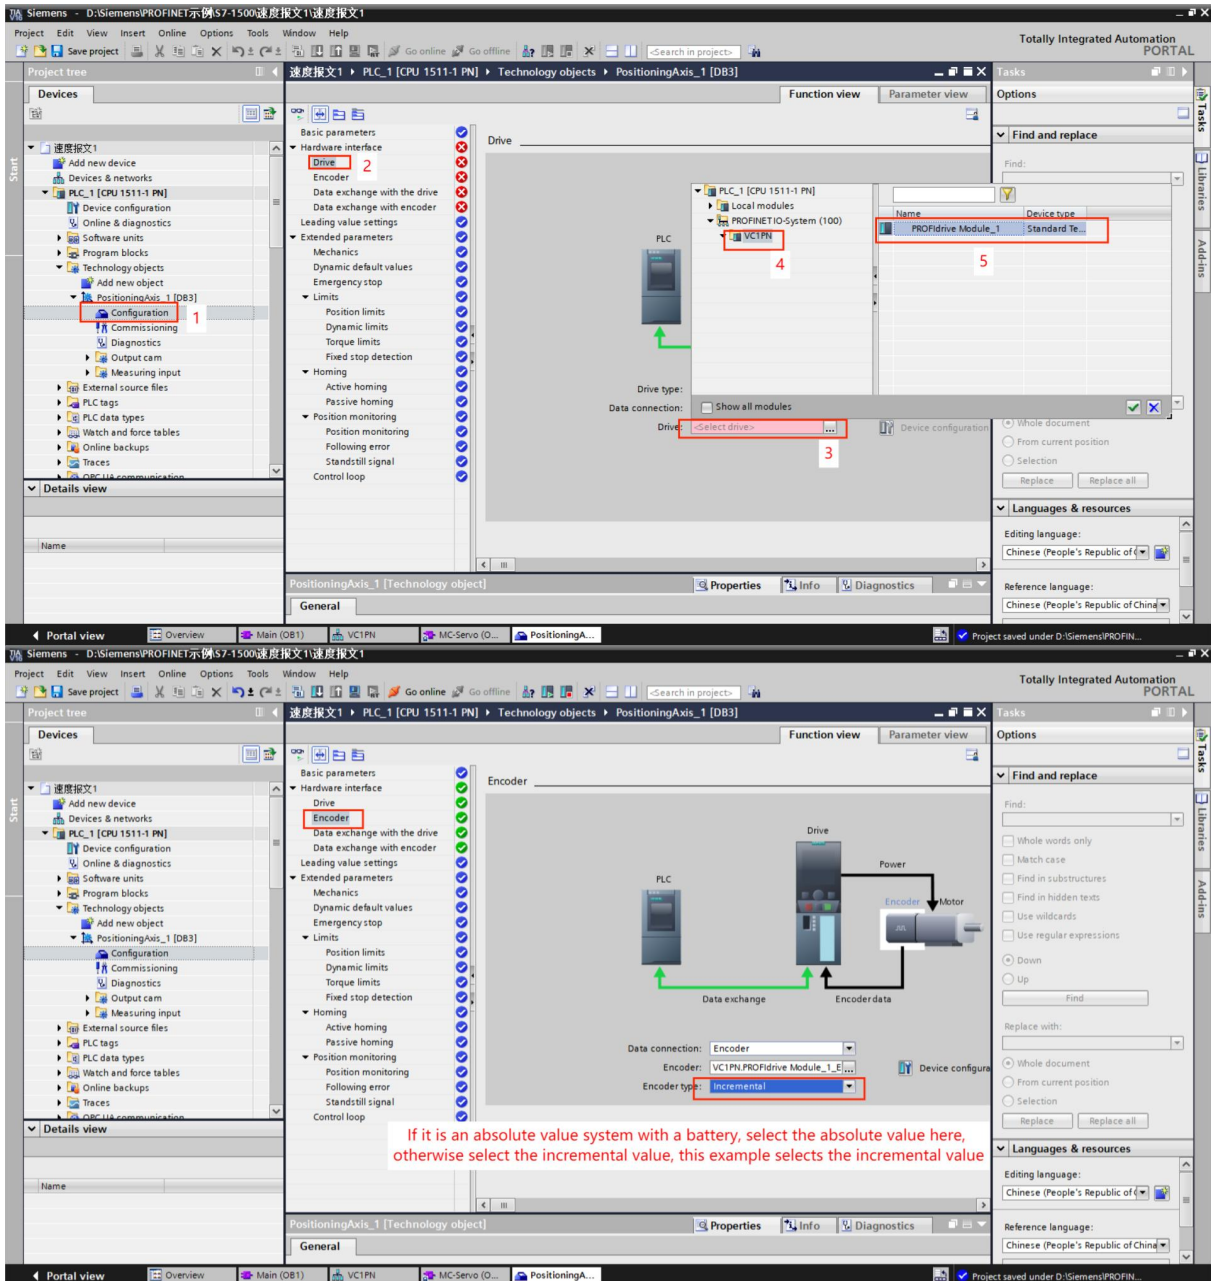 Siemens - D:\Siemens\PROFINET示例\S7-1500\速度报文1\速度报文1
Project Edit View Insert Online Options Tools Window Help
Totally Integrated Automation
PORTAL
Save project
Go online
Go offline
<Search in project>
Project tree
速度报文1 PLC_1 [CPU 1511-1 PN] Technology objects PositioningAxis_1 [DB3]
Tasks
Devices
Function view
Parameter view
Options
Start
速度报文1
Add new device
Devices & networks
PLC_1 [CPU 1511-1 PN]
Device configuration
Online & diagnostics
Software units
Program blocks
Technology objects
Add new object
PositioningAxis_1 [DB3]
Configuration
1
Commissioning
Diagnostics
Output cam
Measuring input
External source files
PLC tags
PLC data types
Watch and force tables
Online backups
Traces
OPC UA communication
Details view
Name
Basic parameters
Hardware interface
Drive
2
Encoder
Data exchange with the drive
Data exchange with encoder
Leading value settings
Extended parameters
Mechanics
Dynamic default values
Emergency stop
Limits
Position limits
Dynamic limits
Torque limits
Fixed stop detection
Homing
Active homing
Passive homing
Position monitoring
Position monitoring
Following error
Standstill signal
Control loop
Drive
PLC
PLC_1 [CPU 1511-1 PN]
Local modules
PROFINET IO-System (100)
VC1PN
4
Name
Device type
PROFIdrive Module_1
Standard Te...
5
Show all modules
Drive type:
Data connection:
Drive:
<Select drive>
...
3
Device configuration
Find and replace
Find:
Whole document
From current position
Selection
Replace
Replace all
Languages & resources
Editing language:
Chinese (People's Republic of
Reference language:
Chinese (People's Republic of China
Tasks
Libraries
Add-ins
PositioningAxis_1 [Technology object]
Properties
Info
Diagnostics
General
Portal view
Overview
Main (OB1)
VC1PN
MC-Servo (O...
PositioningA...
Project saved under D:\Siemens\PROFIN...
Siemens - D:\Siemens\PROFINET示例\S7-1500\速度报文1\速度报文1
Project Edit View Insert Online Options Tools Window Help
Totally Integrated Automation
PORTAL
Save project
Go online
Go offline
<Search in project>
Project tree
速度报文1 PLC_1 [CPU 1511-1 PN] Technology objects PositioningAxis_1 [DB3]
Tasks
Devices
Function view
Parameter view
Options
Start
速度报文1
Add new device
Devices & networks
PLC_1 [CPU 1511-1 PN]
Device configuration
Online & diagnostics
Software units
Program blocks
Technology objects
Add new object
PositioningAxis_1 [DB3]
Configuration
Commissioning
Diagnostics
Output cam
Measuring input
External source files
PLC tags
PLC data types
Watch and force tables
Online backups
Traces
OPC UA communication
Details view
Name
Basic parameters
Hardware interface
Drive
Encoder
Data exchange with the drive
Data exchange with encoder
Leading value settings
Extended parameters
Mechanics
Dynamic default values
Emergency stop
Limits
Position limits
Dynamic limits
Torque limits
Fixed stop detection
Homing
Active homing
Passive homing
Position monitoring
Position monitoring
Following error
Standstill signal
Control loop
Encoder
Drive
Power
PLC
Encoder
Motor
Data exchange
Encoder data
Data connection:
Encoder
Encoder:
VC1PN.PROFIdrive Module_1_E
...
Device configura
Encoder type:
Incremental
If it is an absolute value system with a battery, select the absolute value here,
otherwise select the incremental value, this example selects the incremental value
Find and replace
Find:
Whole words only
Match case
Find in substructures
Find in hidden texts
Use wildcards
Use regular expressions
Down
Up
Find
Replace with:
Whole document
From current position
Selection
Replace
Replace all
Languages & resources
Editing language:
Chinese (People's Republic of
Reference language:
Chinese (People's Republic of China
Tasks
Libraries
Add-ins
PositioningAxis_1 [Technology object]
Properties
Info
Diagnostics
General
Portal view
Overview
Main (OB1)
VC1PN
MC-Servo (O...
PositioningA...
Project saved under D:\Siemens\PROFIN...